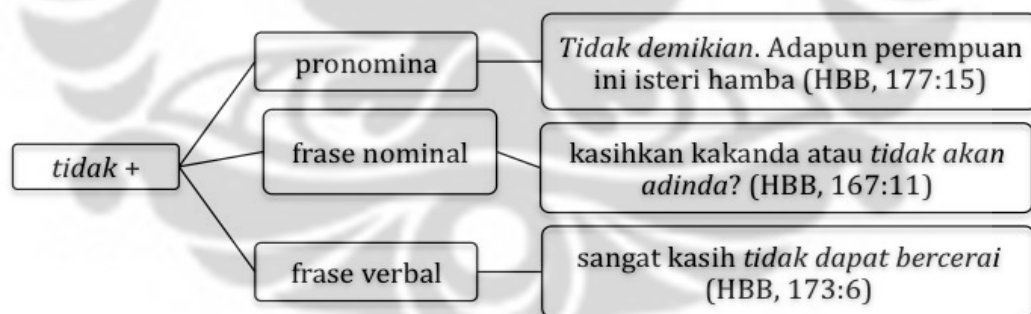 tidak +
pronomina
Tidak demikian. Adapun perempuan
ini isteri hamba (HBB, 177:15)
frase nominal
kasihkan kakanda atau tidak akan
adinda? (HBB, 167:11)
frase verbal
sangat kasih tidak dapat bercerai
(HBB, 173:6)